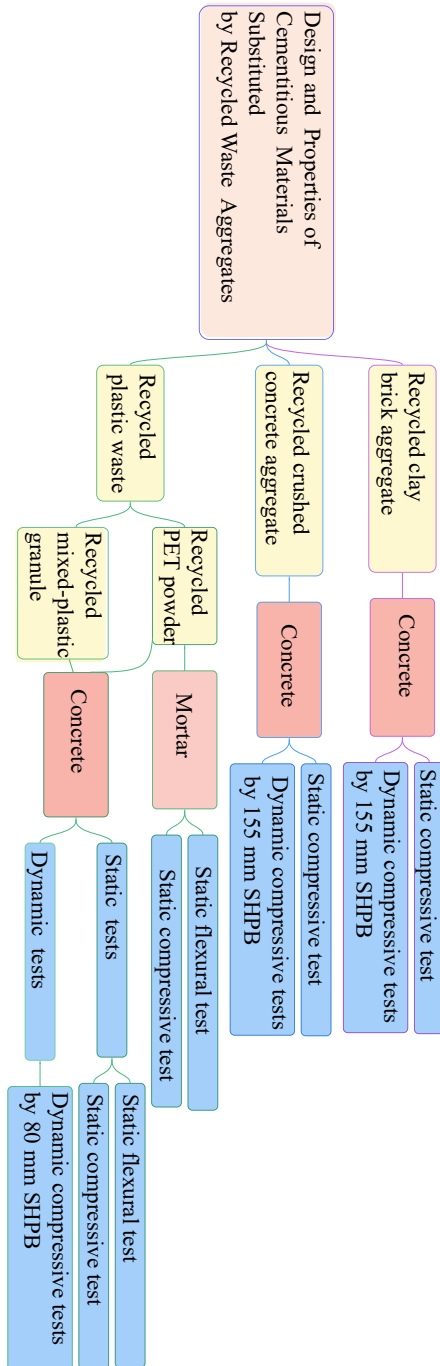 Design and Properties of
Cementitious Materials
Substituted
by Recycled Waste Aggregates
Recycled clay
brick aggregate
Concrete
Static compressive test
Dynamic compressive tests
by 155 mm SHPB
Recycled crushed
concrete aggregate
Concrete
Static compressive test
Dynamic compressive tests
by 155 mm SHPB
Recycled
plastic waste
Recycled
PET powder
Mortar
Static flexural test
Static compressive test
Recycled
mixed-plastic
granule
Concrete
Static tests
Static flexural test
Static compressive test
Dynamic tests
Dynamic compressive tests
by 80 mm SHPB